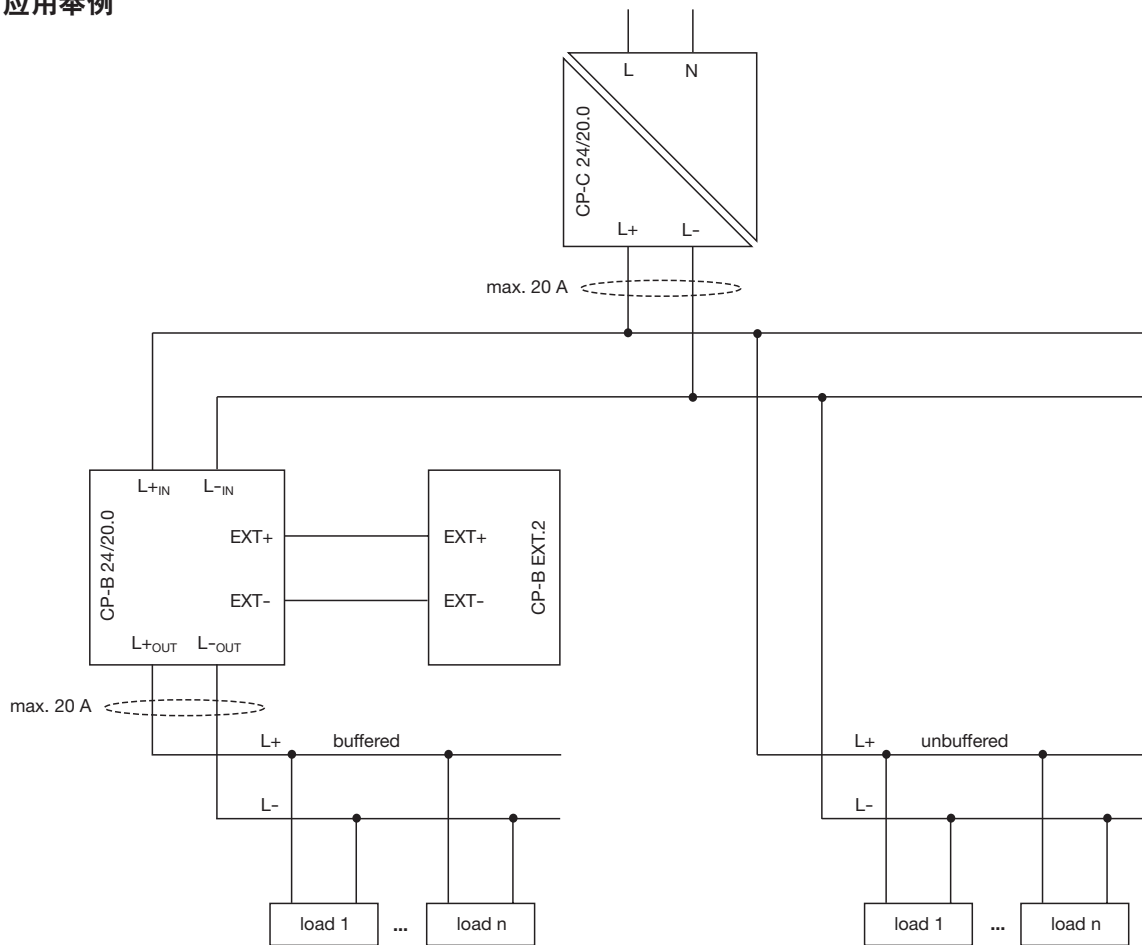 应用举例
L N
CP-C 24/20.0
L+ L-
max. 20 A
L+IN L-IN
CP-B 24/20.0
EXT+
EXT-
L+OUT L-OUT
EXT+
EXT-
CP-B EXT.2
max. 20 A
L+ buffered
L-
load 1 ... load n
L+ unbuffered
L-
load 1 ... load n